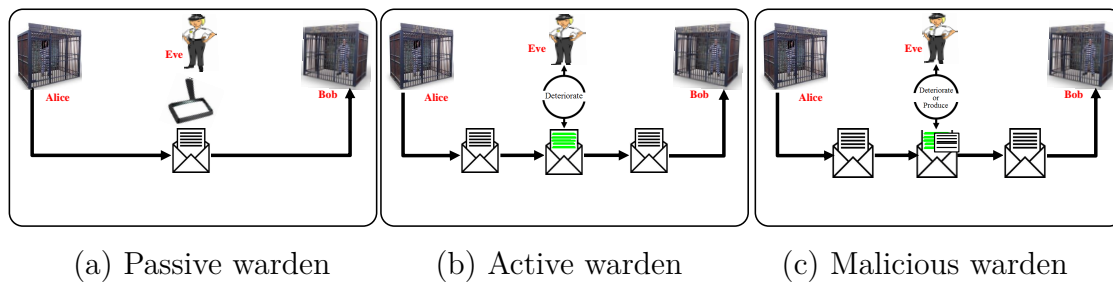 Eve
Alice
Bob
(a) Passive warden
Eve
Alice
Bob
Deteriorate
(b) Active warden
Eve
Alice
Bob
Deteriorate
or
Produce
(c) Malicious warden